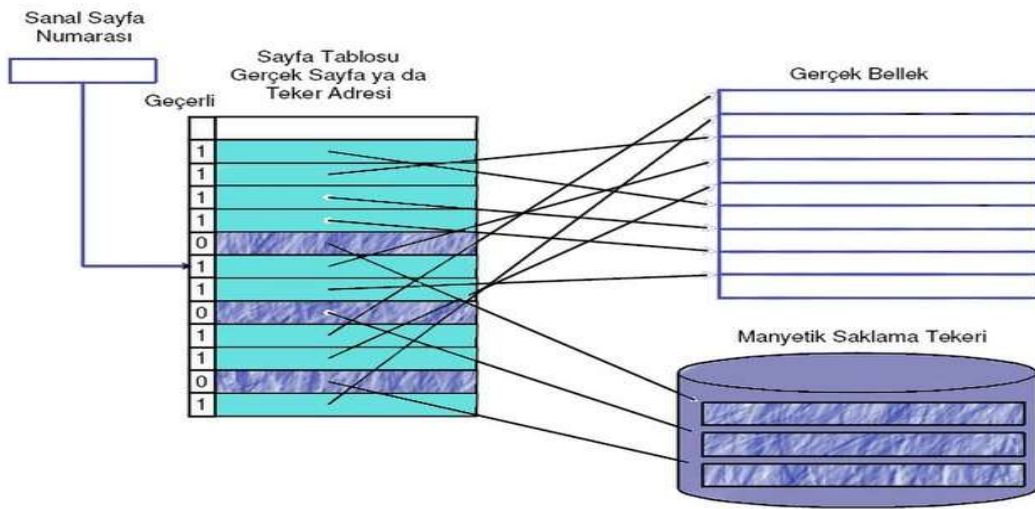 Sanal Sayfa
Numarası
Sayfa Tablosu
Gerçek Sayfa ya da
Teker Adresi
Geçerli
Gerçek Bellek
1
1
1
1
0
1
1
0
1
1
0
1
Manyetik Saklama Tekeri